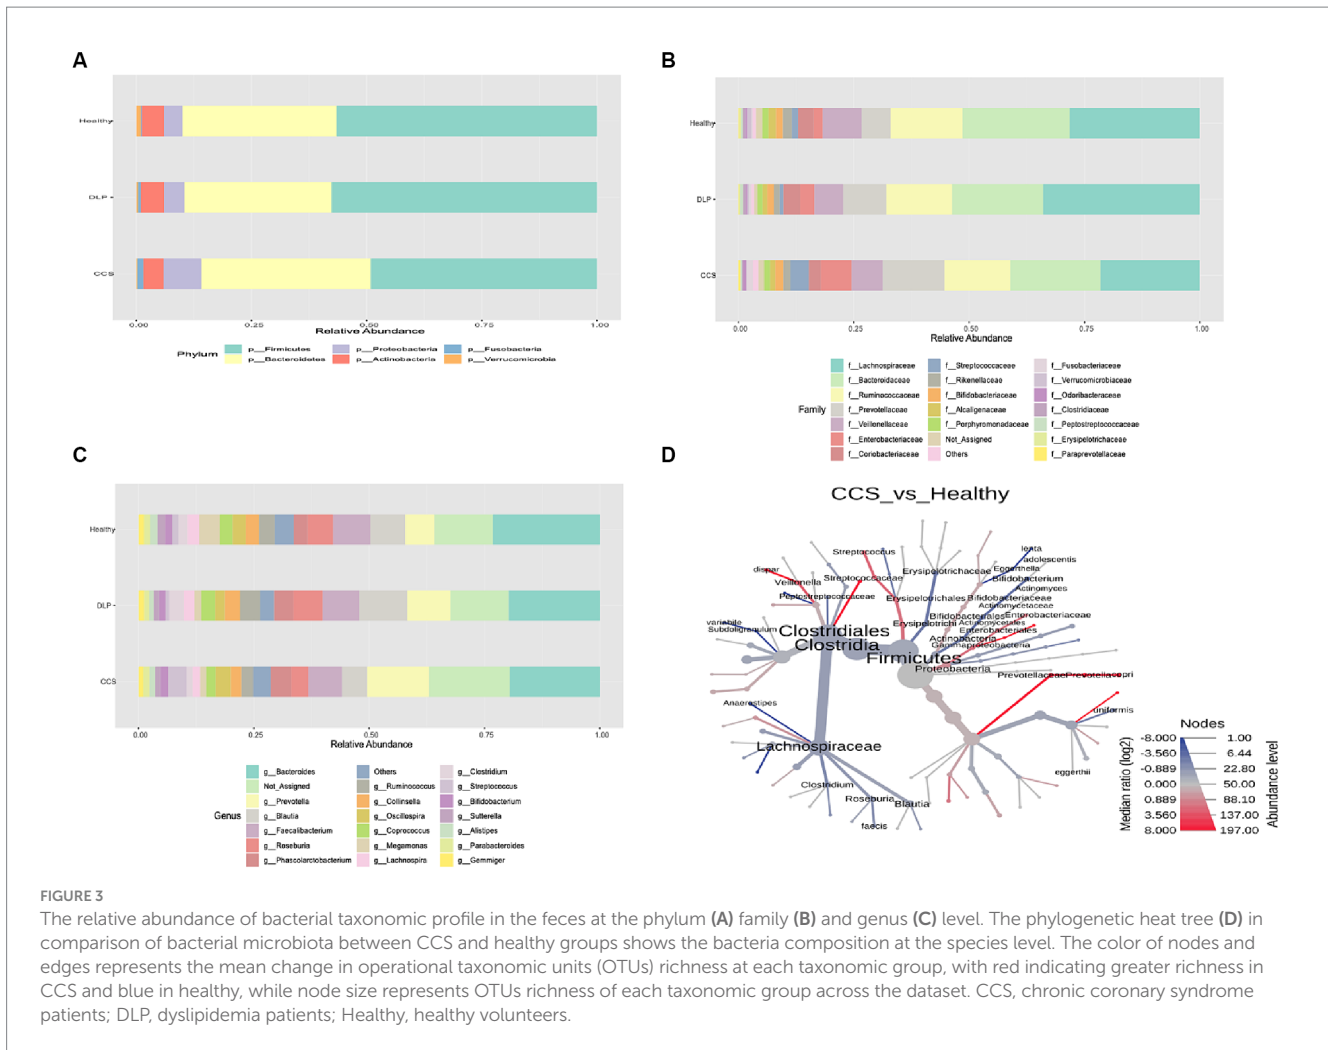 A
Healthy
DLP
CCS
0.00
0.25
0.50
0.75
1.00
Relative Abundance
Phylum
p__Firmicutes
p__Proteobacteria
p__Fusobacteria
p__Bacteroidetes
p__Actinobacteria
p__Verrucomicrobia
B
Healthy
DLP
CCS
0.00
0.25
0.50
0.75
1.00
Relative Abundance
Family
f__Lachnospiraceae
f__Streptococcaceae
f__Fusobacteriaceae
f__Bacteroidaceae
f__Rikenellaceae
f__Verrucomicrobiaceae
f__Ruminococcaceae
f__Bifidobacteriaceae
f__Odoribacteraceae
f__Prevotellaceae
f__Alcaligenaceae
f__Clostridiaceae
f__Veillonellaceae
f__Porphyromonadaceae
f__Peptostreptococcaceae
f__Enterobacteriaceae
Not_Assigned
f__Erysipelotrichaceae
f__Coriobacteriaceae
Others
f__Paraprevotellaceae
C
Healthy
DLP
CCS
0.00
0.25
0.50
0.75
1.00
Relative Abundance
Genus
g__Bacteroides
Others
g__Clostridium
Not_Assigned
g__Ruminococcus
g__Streptococcus
g__Prevotella
g__Collinsella
g__Bifidobacterium
g__Blautia
g__Oscillospira
g__Sutterella
g__Faecalibacterium
g__Coprococcus
g__Alistipes
g__Roseburia
g__Megamonas
g__Parabacteroides
g__Phascolarctobacterium
g__Lachnospira
g__Gemmiger
D
CCS_vs_Healthy
Streptococcus
lenta
adolescentis
dispar
Erysipelotrichaceae
Eggerthella
Veillonella
Streptococcaceae
Bifidobacterium
Actinomyces
Peptostreptococcaceae
Erysipelotrichales
Bifidobacteriaceae
Actinomycetaceae
Bifidobacteriales
Enterobacteriaceae
variabile
Subdoligranulum
Erysipelotrichi
Actinomycetales
Enterobacteriales
Clostridiales
Actinobacteria
Gammaproteobacteria
Clostridia
Firmicutes
Proteobacteria
Prevotellaceae
Prevotella
copri
Anaerostipes
uniformis
Lachnospiraceae
eggerthii
Clostridium
Roseburia
Blautia
faecis
Nodes
-8.000 1.00
-3.560 6.44
-0.889 22.80
0.000 50.00
0.889 88.10
3.560 137.00
8.000 197.00
Median ratio (log2)
Abundance level
FIGURE 3
The relative abundance of bacterial taxonomic profile in the feces at the phylum (A) family (B) and genus (C) level. The phylogenetic heat tree (D) in
comparison of bacterial microbiota between CCS and healthy groups shows the bacteria composition at the species level. The color of nodes and
edges represents the mean change in operational taxonomic units (OTUs) richness at each taxonomic group, with red indicating greater richness in
CCS and blue in healthy, while node size represents OTUs richness of each taxonomic group across the dataset. CCS, chronic coronary syndrome
patients; DLP, dyslipidemia patients; Healthy, healthy volunteers.